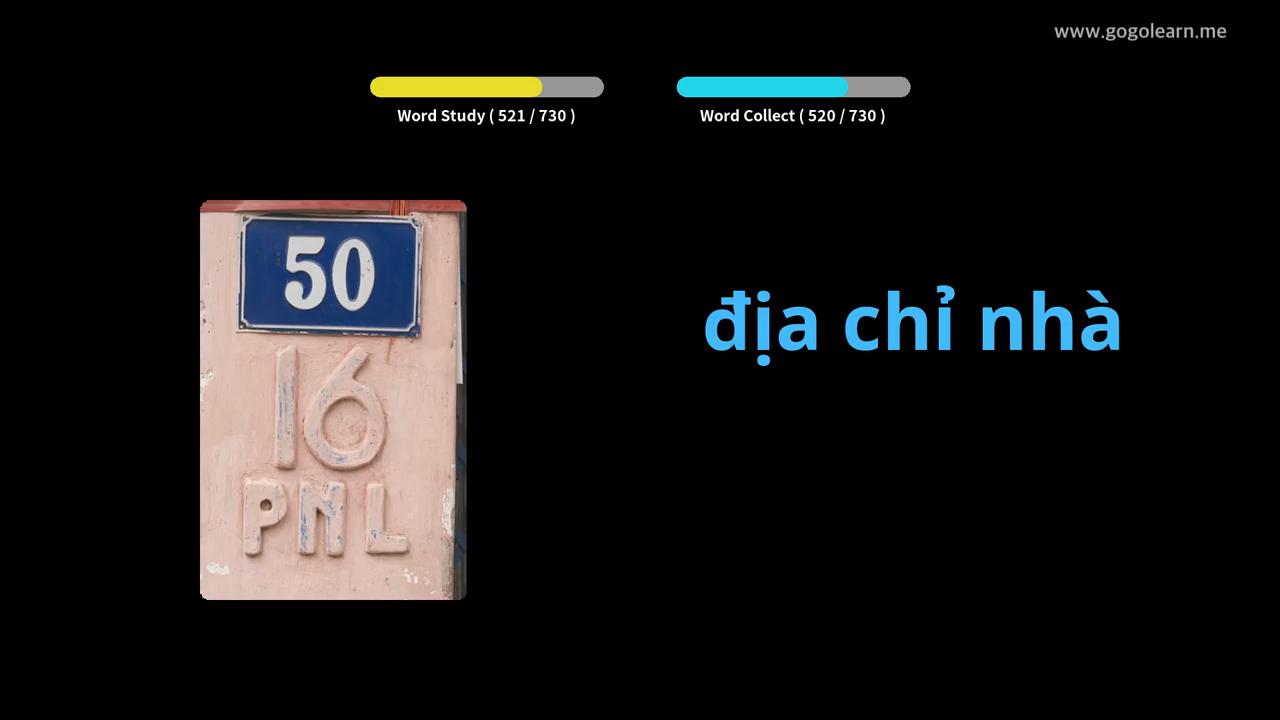 www.gogolearn.me
Word Study ( 521 / 730 )
Word Collect ( 520 / 730 )
50
16
PNL
địa chỉ nhà